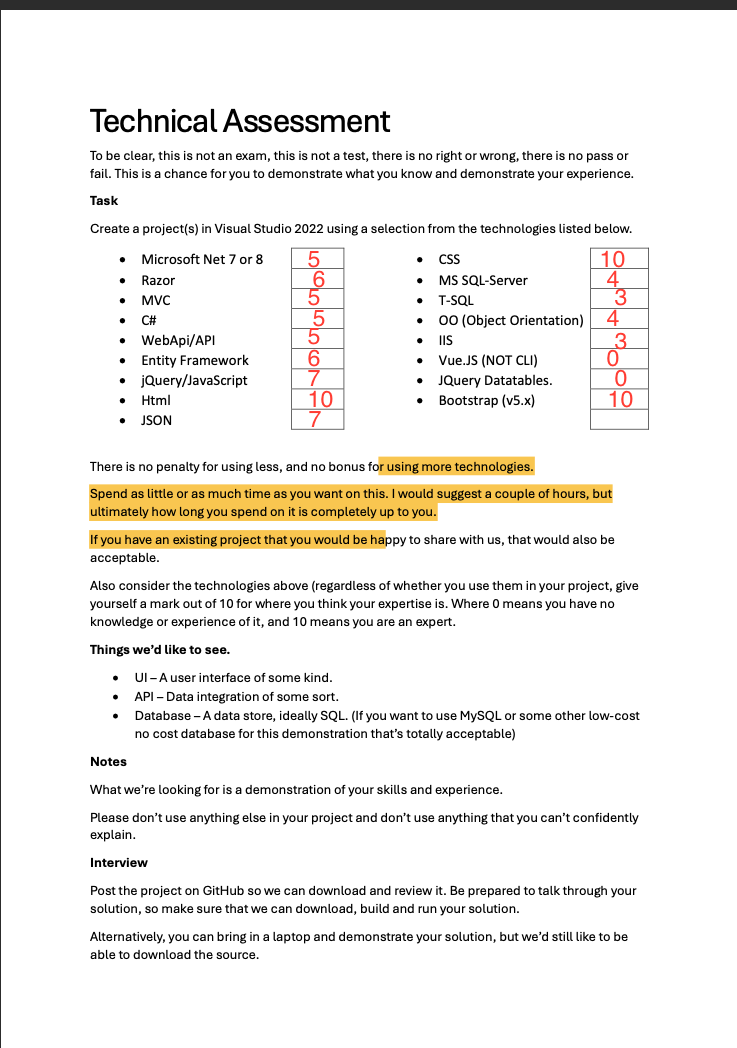 Technical Assessment
To be clear, this is not an exam, this is not a test, there is no right or wrong, there is no pass or
fail. This is a chance for you to demonstrate what you know and demonstrate your experience.
Task
Create a project(s) in Visual Studio 2022 using a selection from the technologies listed below.
• Microsoft Net 7 or 8 5 • CSS 10
• Razor 6 • MS SQL-Server 4
• MVC 5 • T-SQL 3
• C# 5 • OO (Object Orientation) 4
• WebApi/API 5 • IIS 3
• Entity Framework 6 • Vue.JS (NOT CLI) 0
• jQuery/JavaScript 7 • JQuery Datatables. 0
• Html 10 • Bootstrap (v5.x) 10
• JSON 7
There is no penalty for using less, and no bonus for using more technologies.
Spend as little or as much time as you want on this. I would suggest a couple of hours, but
ultimately how long you spend on it is completely up to you.
If you have an existing project that you would be happy to share with us, that would also be
acceptable.
Also consider the technologies above (regardless of whether you use them in your project, give
yourself a mark out of 10 for where you think your expertise is. Where 0 means you have no
knowledge or experience of it, and 10 means you are an expert.
Things we’d like to see.
• UI – A user interface of some kind.
• API – Data integration of some sort.
• Database – A data store, ideally SQL. (If you want to use MySQL or some other low-cost
no cost database for this demonstration that’s totally acceptable)
Notes
What we’re looking for is a demonstration of your skills and experience.
Please don’t use anything else in your project and don’t use anything that you can’t confidently
explain.
Interview
Post the project on GitHub so we can download and review it. Be prepared to talk through your
solution, so make sure that we can download, build and run your solution.
Alternatively, you can bring in a laptop and demonstrate your solution, but we’d still like to be
able to download the source.